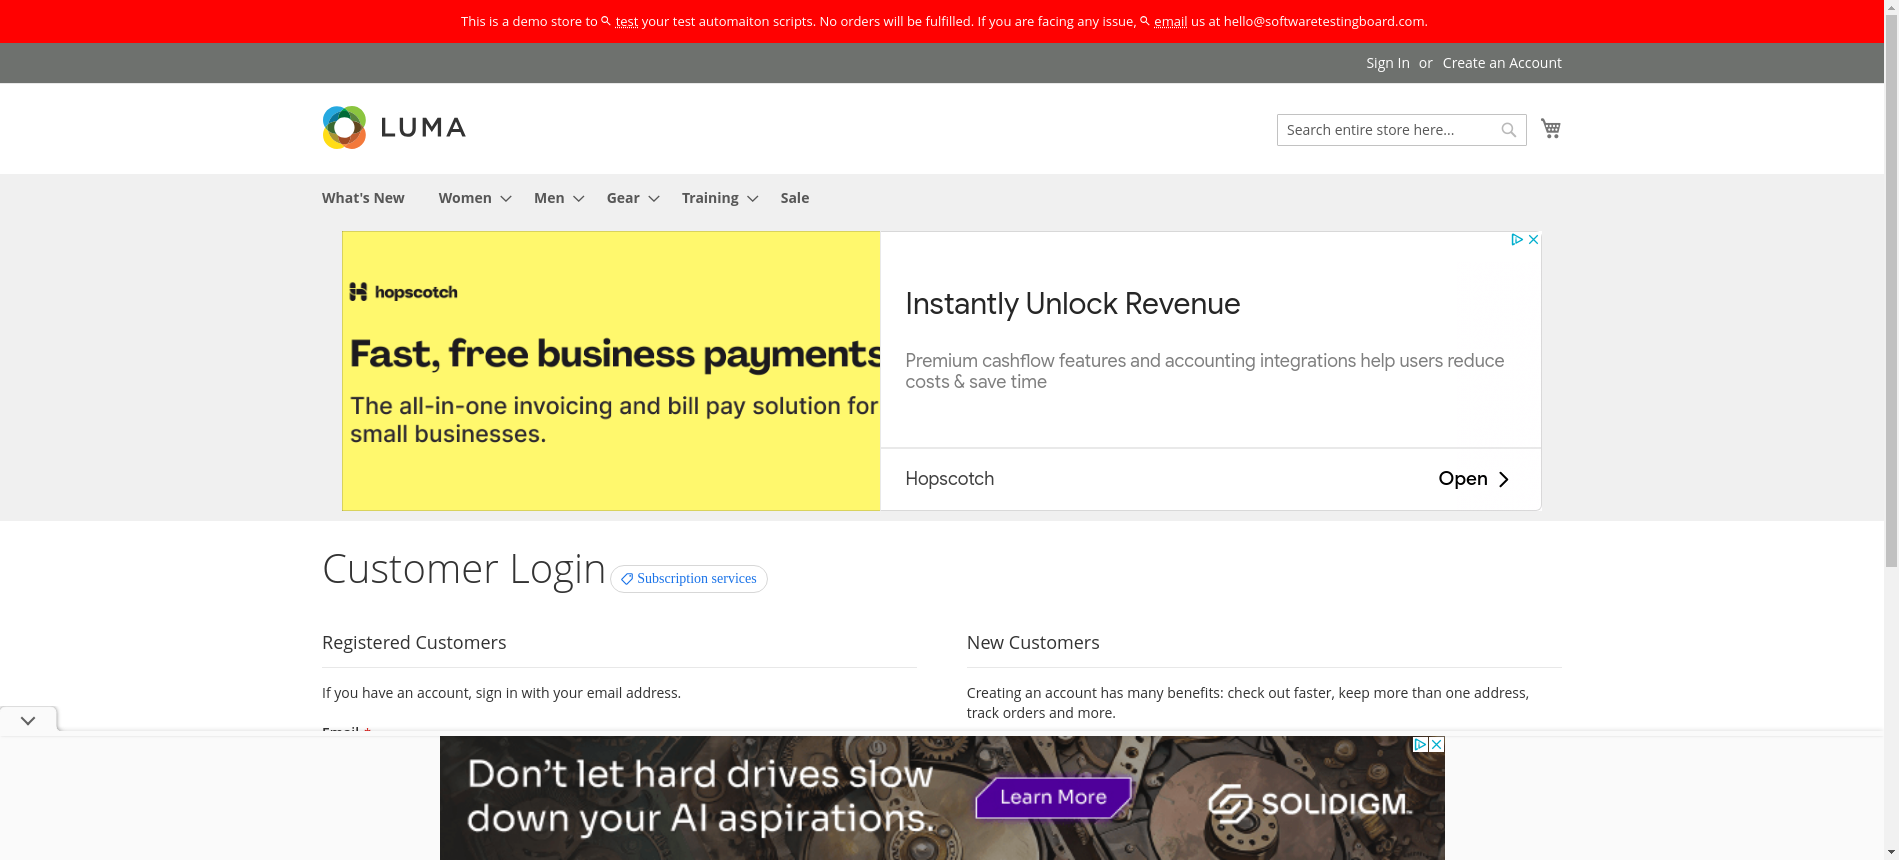 This is a demo store to test your test automaiton scripts. No orders will be fulfilled. If you are facing any issue, email us at hello@softwaretestingboard.com.
Sign In or Create an Account
LUMA
Search entire store here...
What's New Women Men Gear Training Sale
hopscotch
Fast, free business payments
The all-in-one invoicing and bill pay solution for
small businesses.
Instantly Unlock Revenue
Premium cashflow features and accounting integrations help users reduce
costs & save time
Hopscotch
Open
Customer Login
Subscription services
Registered Customers
If you have an account, sign in with your email address.
Email *
New Customers
Creating an account has many benefits: check out faster, keep more than one address,
track orders and more.
Don't let hard drives slow
down your AI aspirations.
Learn More
SOLIDIGM™